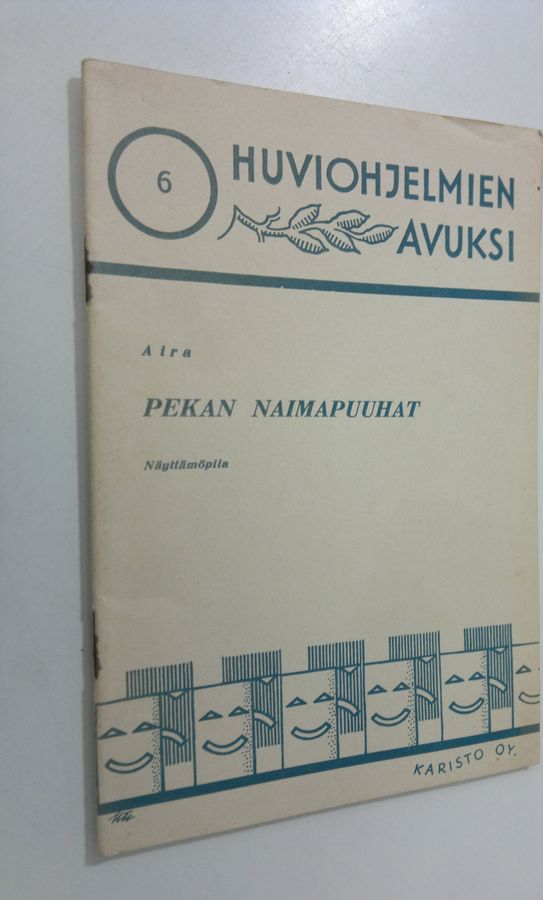 6
HUVIOHJELMIEN
AVUKSI
Aira
PEKAN NAIMAPUUHAT
Näyttämöpila
KARISTO OY.